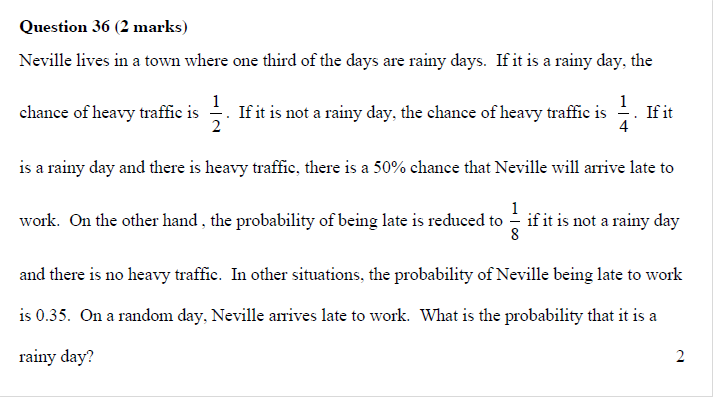 Question 36 (2 marks)
Neville lives in a town where one third of the days are rainy days. If it is a rainy day, the
chance of heavy traffic is 1/2. If it is not a rainy day, the chance of heavy traffic is 1/4. If it
is a rainy day and there is heavy traffic, there is a 50% chance that Neville will arrive late to
work. On the other hand , the probability of being late is reduced to 1/8 if it is not a rainy day
and there is no heavy traffic. In other situations, the probability of Neville being late to work
is 0.35. On a random day, Neville arrives late to work. What is the probability that it is a
rainy day? 2